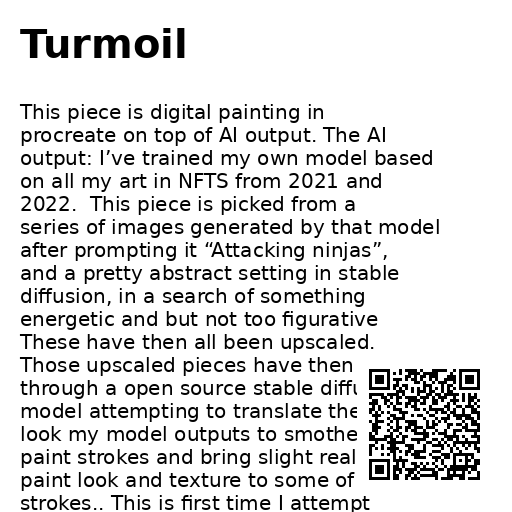 Turmoil
This piece is digital painting in
procreate on top of AI output. The AI
output: I’ve trained my own model based
on all my art in NFTS from 2021 and
2022.  This piece is picked from a
series of images generated by that model
after prompting it “Attacking ninjas”,
and a pretty abstract setting in stable
diffusion, in a search of something
energetic and but not too figurative
These have then all been upscaled.
Those upscaled pieces have then
through a open source stable
model attempting to translate the
look my model outputs to smothe
paint strokes and bring slight real
paint look and texture to some of
strokes.. This is first time I attempt